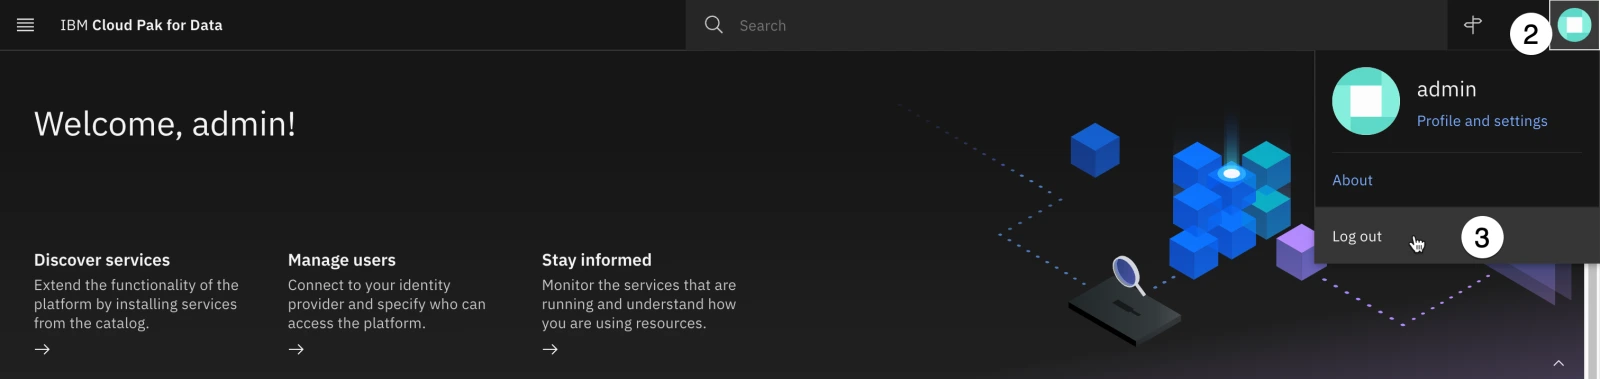 IBM Cloud Pak for Data
Search
2
admin
Profile and settings
About
Log out
3
Welcome, admin!
Discover services
Extend the functionality of the
platform by installing services
from the catalog.
Manage users
Connect to your identity
provider and specify who can
access the platform.
Stay informed
Monitor the services that are
running and understand how
you are using resources.